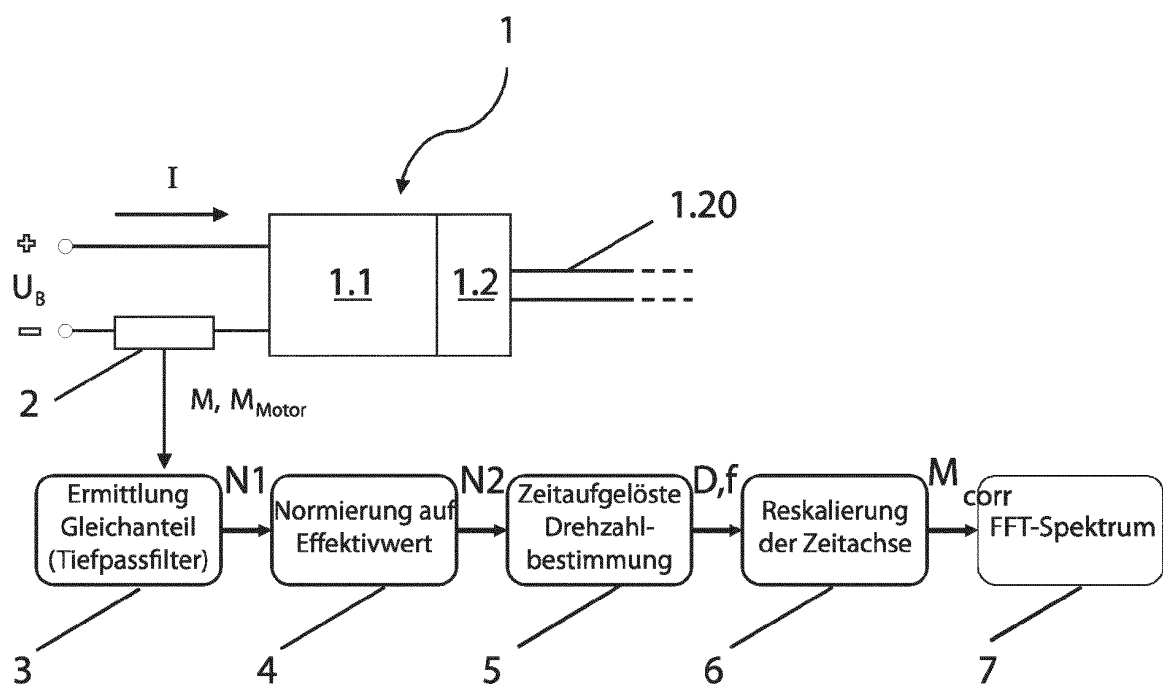 1
I
1.20
+
U_B
−
1.1
1.2
2
M, M_Motor
N1
N2
D,f
M_corr
Ermittlung
Gleichanteil
(Tiefpassfilter)
Normierung auf
Effektivwert
Zeitaufgelöste
Drehzahl-
bestimmung
Reskalierung
der Zeitachse
FFT-Spektrum
3
4
5
6
7